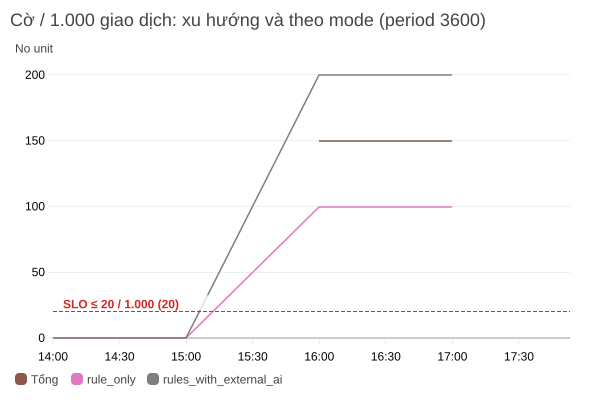 Cờ / 1.000 giao dịch: xu hướng và theo mode (period 3600)
No unit
200
150
100
50
SLO ≤ 20 / 1.000 (20)
0
14:00 14:30 15:00 15:30 16:00 16:30 17:00 17:30
Tổng rule_only rules_with_external_ai